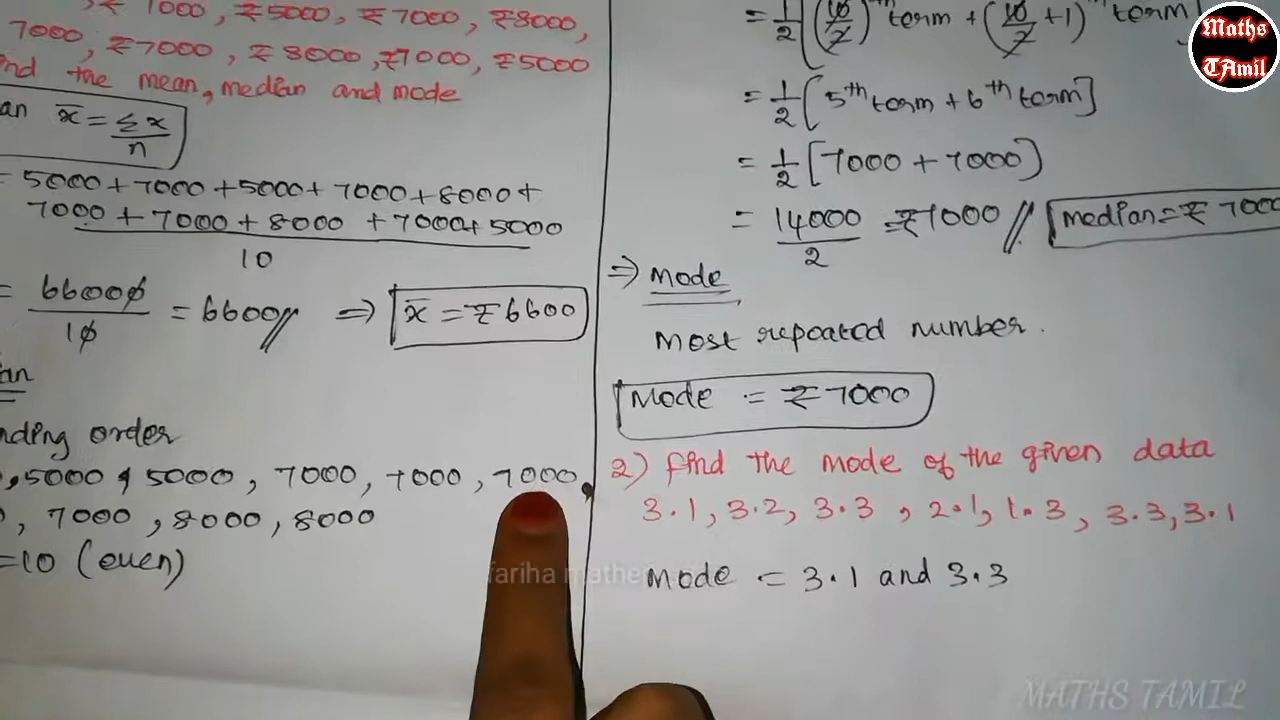 ₹ 7000, ₹5000, ₹ 7000, ₹8000,
7000, ₹7000, ₹ 8000, ₹7000, ₹5000
find the mean, median and mode
an x̄ = Σx/n
= 5000+7000+5000+7000+8000+
7000+7000+8000+7000+5000
10
= 66000/10 = 6600// ⇒ x̄ = ₹6600
an
nding order
, 5000, 5000, 7000, 7000, 7000,
, 7000, 8000, 8000
=10 (even)
= 1/2 [(10/2)th term + (10/2 +1)th term]
= 1/2 [5th term + 6th term]
= 1/2 [7000 + 7000]
= 14000/2 = ₹7000 // median = ₹ 7000
⇒ Mode
Most repeated number.
Mode = ₹7000
2) find the mode of the given data
3.1, 3.2, 3.3, 2.1, 1.3, 3.3, 3.1
mode = 3.1 and 3.3
Maths
TAmil
fariha mathe
MATHS TAMIL